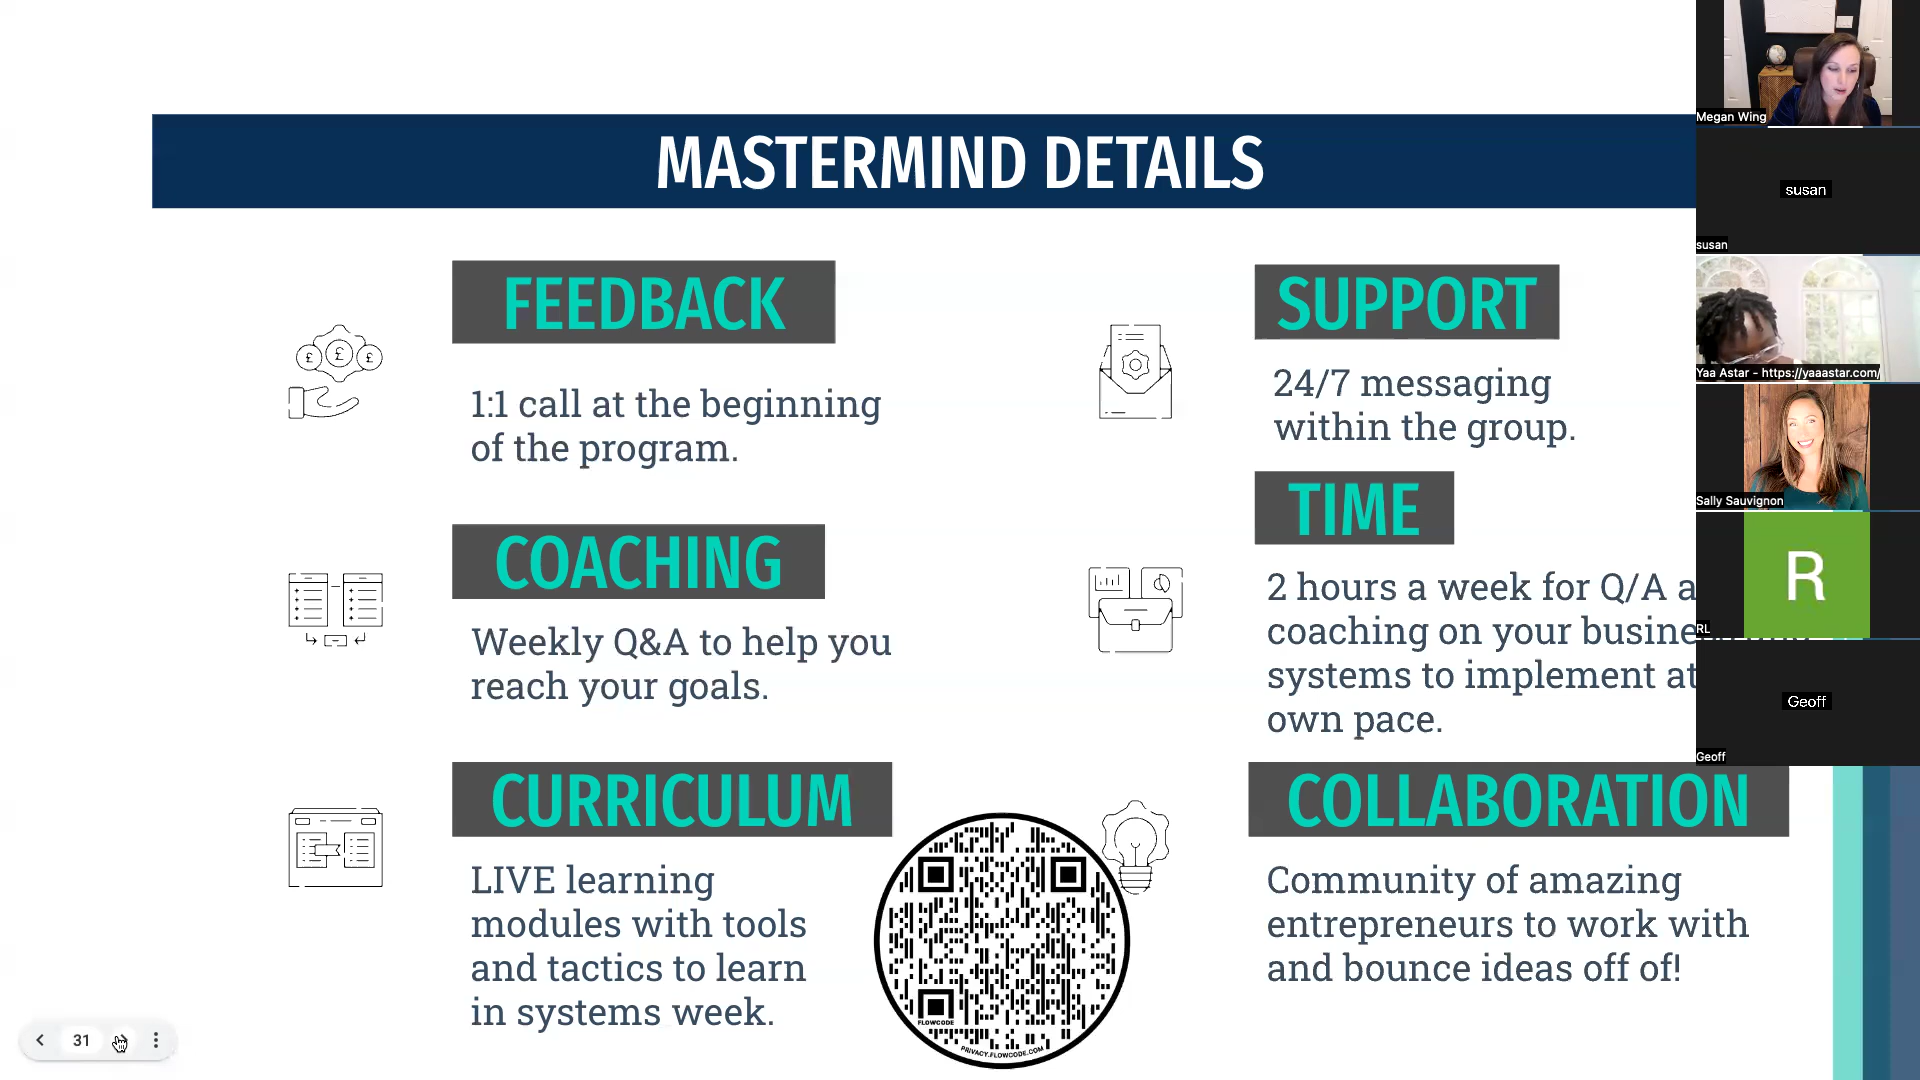 MASTERMIND DETAILS
FEEDBACK
1:1 call at the beginning
of the program.
COACHING
Weekly Q&A to help you
reach your goals.
CURRICULUM
LIVE learning
modules with tools
and tactics to learn
in systems week.
SUPPORT
24/7 messaging
within the group.
TIME
2 hours a week for Q/A
coaching on your
systems to implement at
own pace.
COLLABORATION
Community of amazing
entrepreneurs to work with
and bounce ideas off of!
FLOWCODE
PRIVACY.FLOWCODE.COM
31
Megan Wing
susan
susan
Yaa Astar - https://yaaastar.com/
Sally Sauvignon
R
RL
Geoff
Geoff
£ £ £